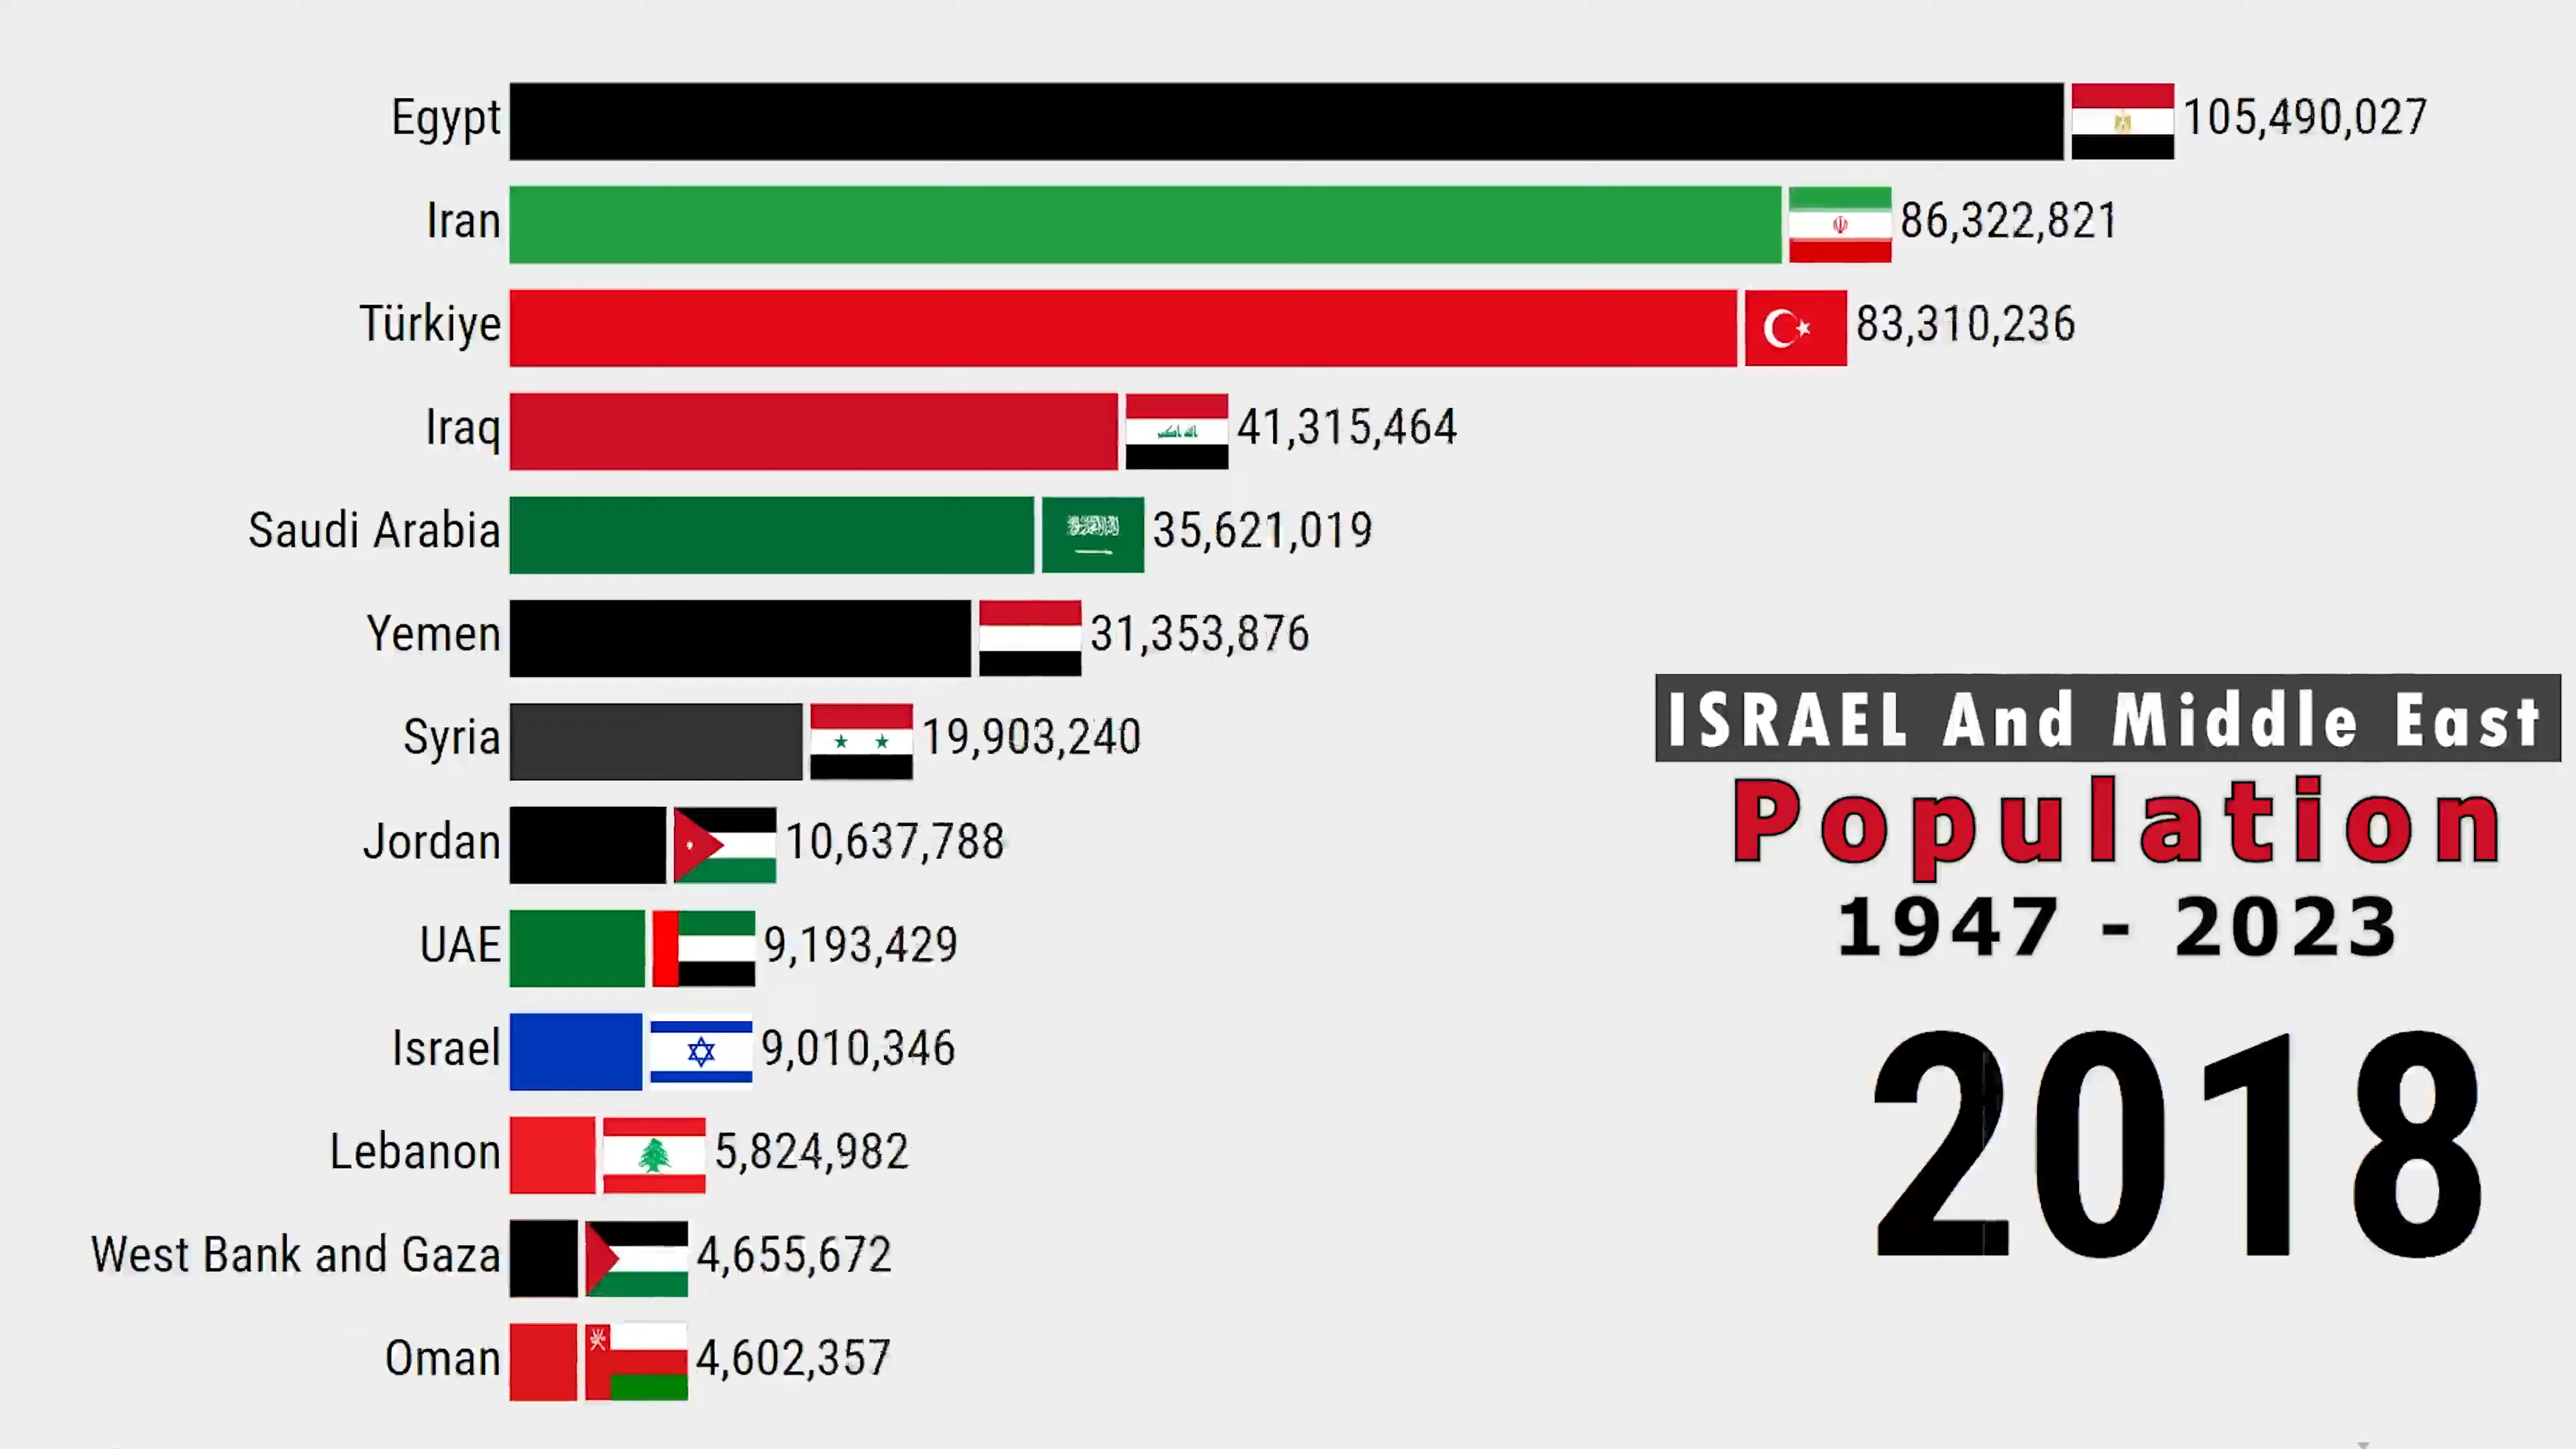 Egypt 105,490,027
Iran 86,322,821
Türkiye 83,310,236
Iraq 41,315,464
Saudi Arabia 35,621,019
Yemen 31,353,876
Syria 19,903,240
Jordan 10,637,788
UAE 9,193,429
Israel 9,010,346
Lebanon 5,824,982
West Bank and Gaza 4,655,672
Oman 4,602,357
ISRAEL And Middle East
Population
1947 - 2023
2018